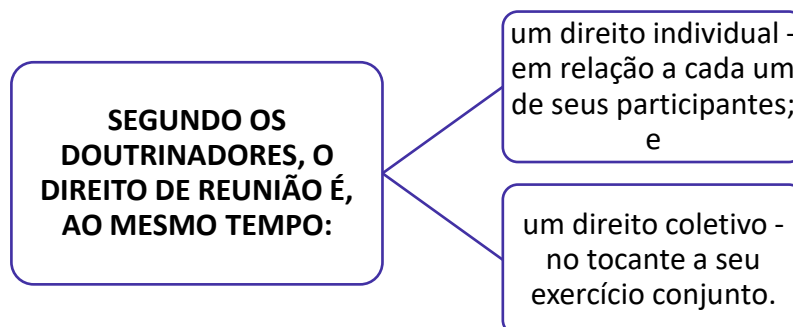 SEGUNDO OS
DOUTRINADORES, O
DIREITO DE REUNIÃO É,
AO MESMO TEMPO:
um direito individual -
em relação a cada um
de seus participantes;
e
um direito coletivo -
no tocante a seu
exercício conjunto.